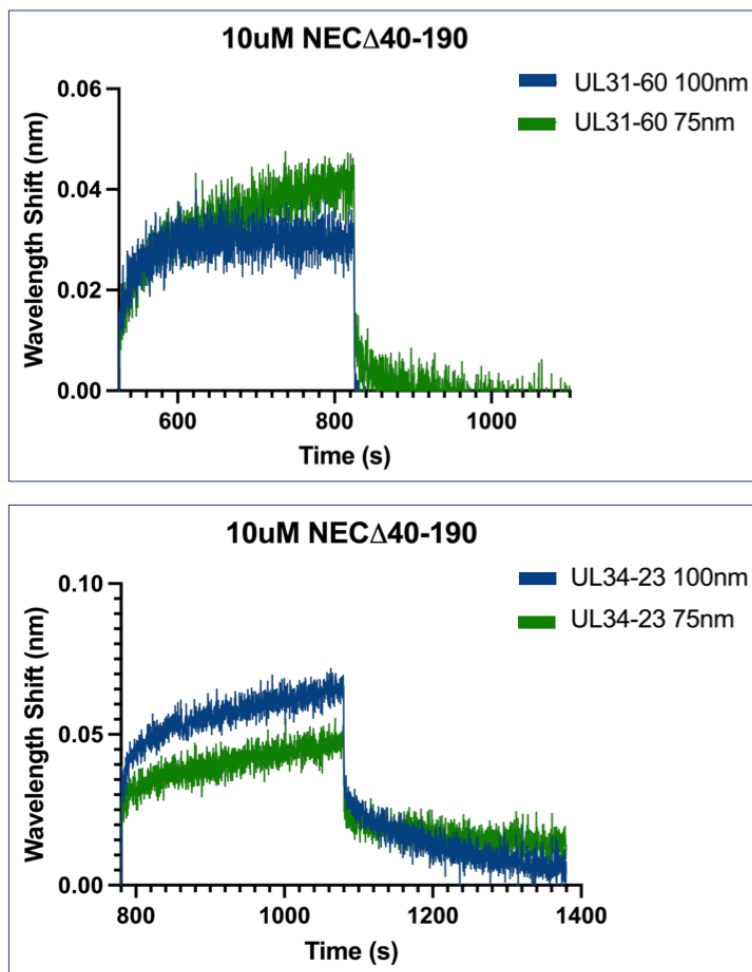 10uM NECΔ40-190
UL31-60 100nm
UL31-60 75nm
Wavelength Shift (nm)
0.06
0.04
0.02
0.00
600
800
1000
Time (s)
10uM NECΔ40-190
UL34-23 100nm
UL34-23 75nm
Wavelength Shift (nm)
0.10
0.05
0.00
800
1000
1200
1400
Time (s)